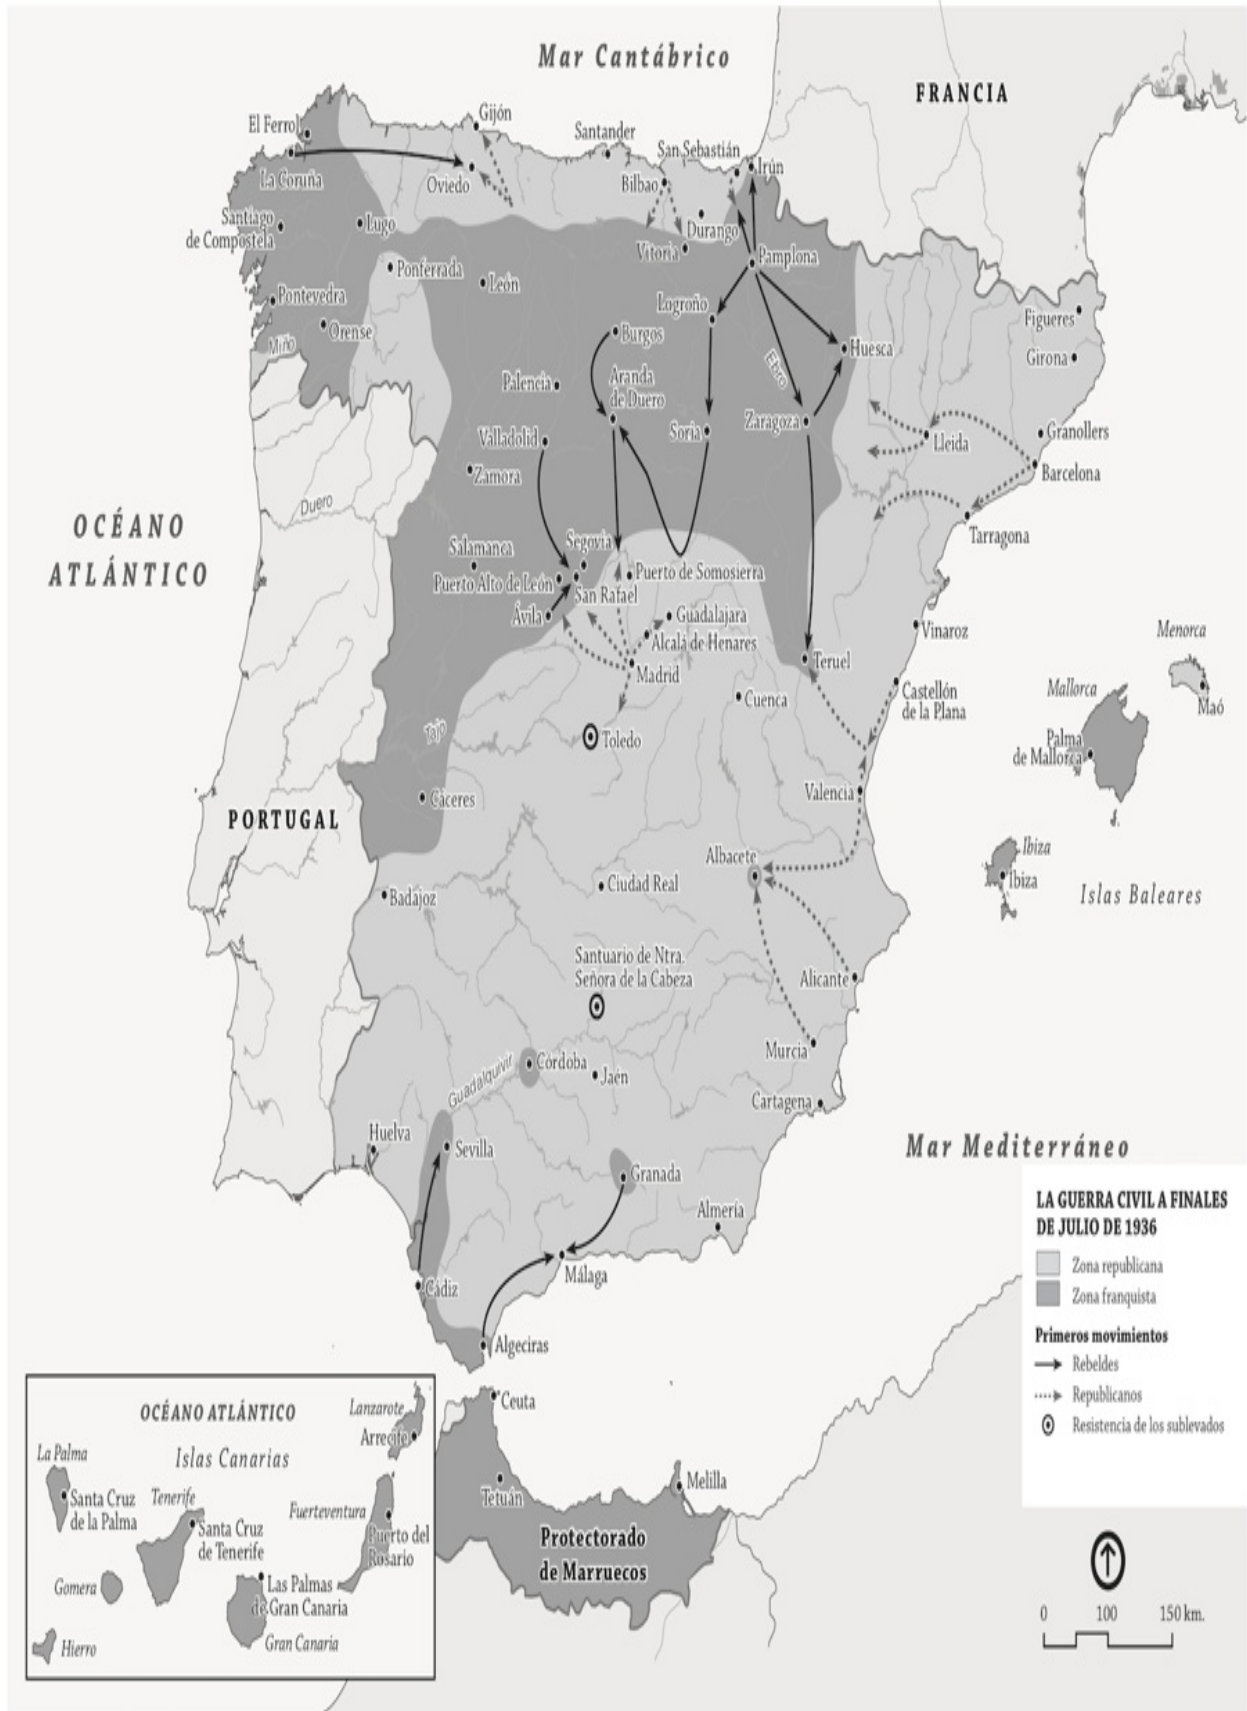 Mar Cantábrico
FRANCIA
Gijón
El Ferrol
Santander
San Sebastián
Irún
La Coruña
Oviedo
Bilbao
Santiago
de Compostela
Lugo
Durango
Vitoria
Pamplona
Ponferrada
León
Pontevedra
Logroño
Orense
Burgos
Figueres
Miño
Huesca
Girona
Ebro
Palencia
Aranda
de Duero
Zaragoza
Soria
Valladolid
Lleida
Granollers
Zamora
Barcelona
Duero
OCÉANO
ATLÁNTICO
Tarragona
Salamanca
Segovia
Puerto Alto de León
Puerto de Somosierra
San Rafael
Ávila
Guadalajara
Alcalá de Henares
Vinaroz
Menorca
Madrid
Teruel
Cuenca
Castellón
de la Plana
Mallorca
Maó
Tajo
Toledo
Palma
de Mallorca
Cáceres
Valencia
PORTUGAL
Albacete
Ibiza
Ibiza
Ciudad Real
Badajoz
Islas Baleares
Santuario de Ntra.
Señora de la Cabeza
Alicante
Murcia
Córdoba
Guadalquivir
Jaén
Cartagena
Huelva
Sevilla
Mar Mediterráneo
Granada
Almería
Málaga
Cádiz
Algeciras
Ceuta
Tetuán
Melilla
Protectorado
de Marruecos
LA GUERRA CIVIL A FINALES
DE JULIO DE 1936
Zona republicana
Zona franquista
Primeros movimientos
Rebeldes
Republicanos
Resistencia de los sublevados
0 100 150 km.
OCÉANO ATLÁNTICO
Islas Canarias
Lanzarote
Arrecife
La Palma
Santa Cruz
de la Palma
Tenerife
Santa Cruz
de Tenerife
Fuerteventura
Puerto del
Rosario
Gomera
Las Palmas
de Gran Canaria
Gran Canaria
Hierro